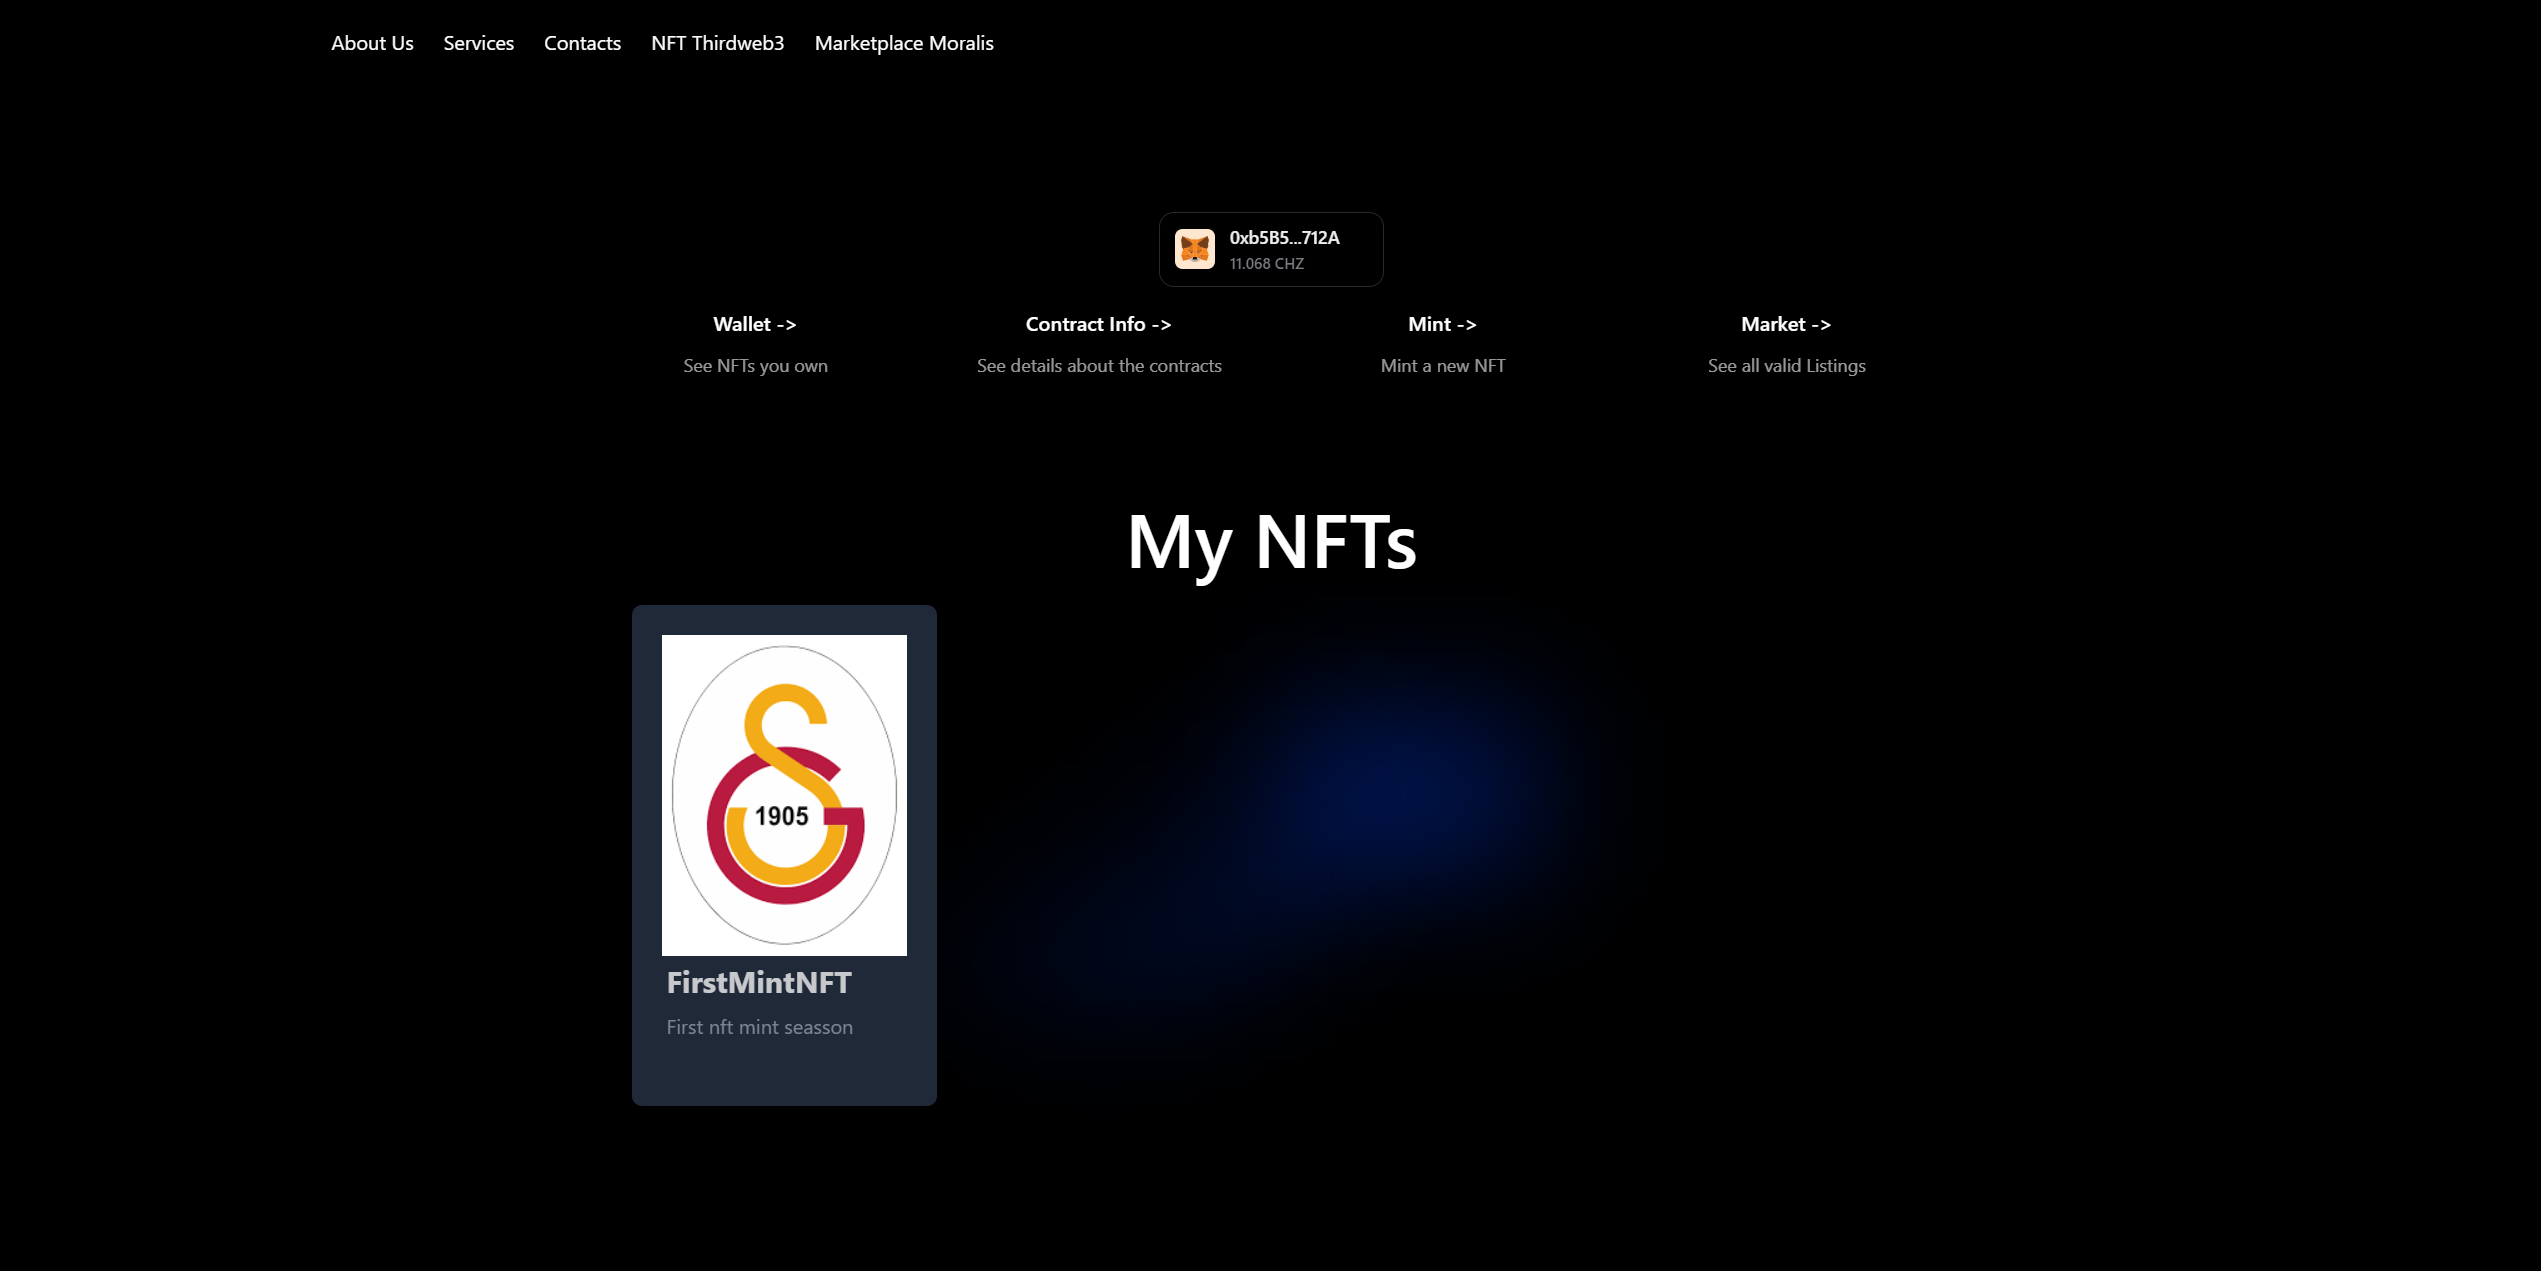 About Us Services Contacts NFT Thirdweb3 Marketplace Moralis
0xb5B5...712A
11.068 CHZ
Wallet -> Contract Info -> Mint -> Market ->
See NFTs you own See details about the contracts Mint a new NFT See all valid Listings
My NFTs
1905
FirstMintNFT
First nft mint seasson